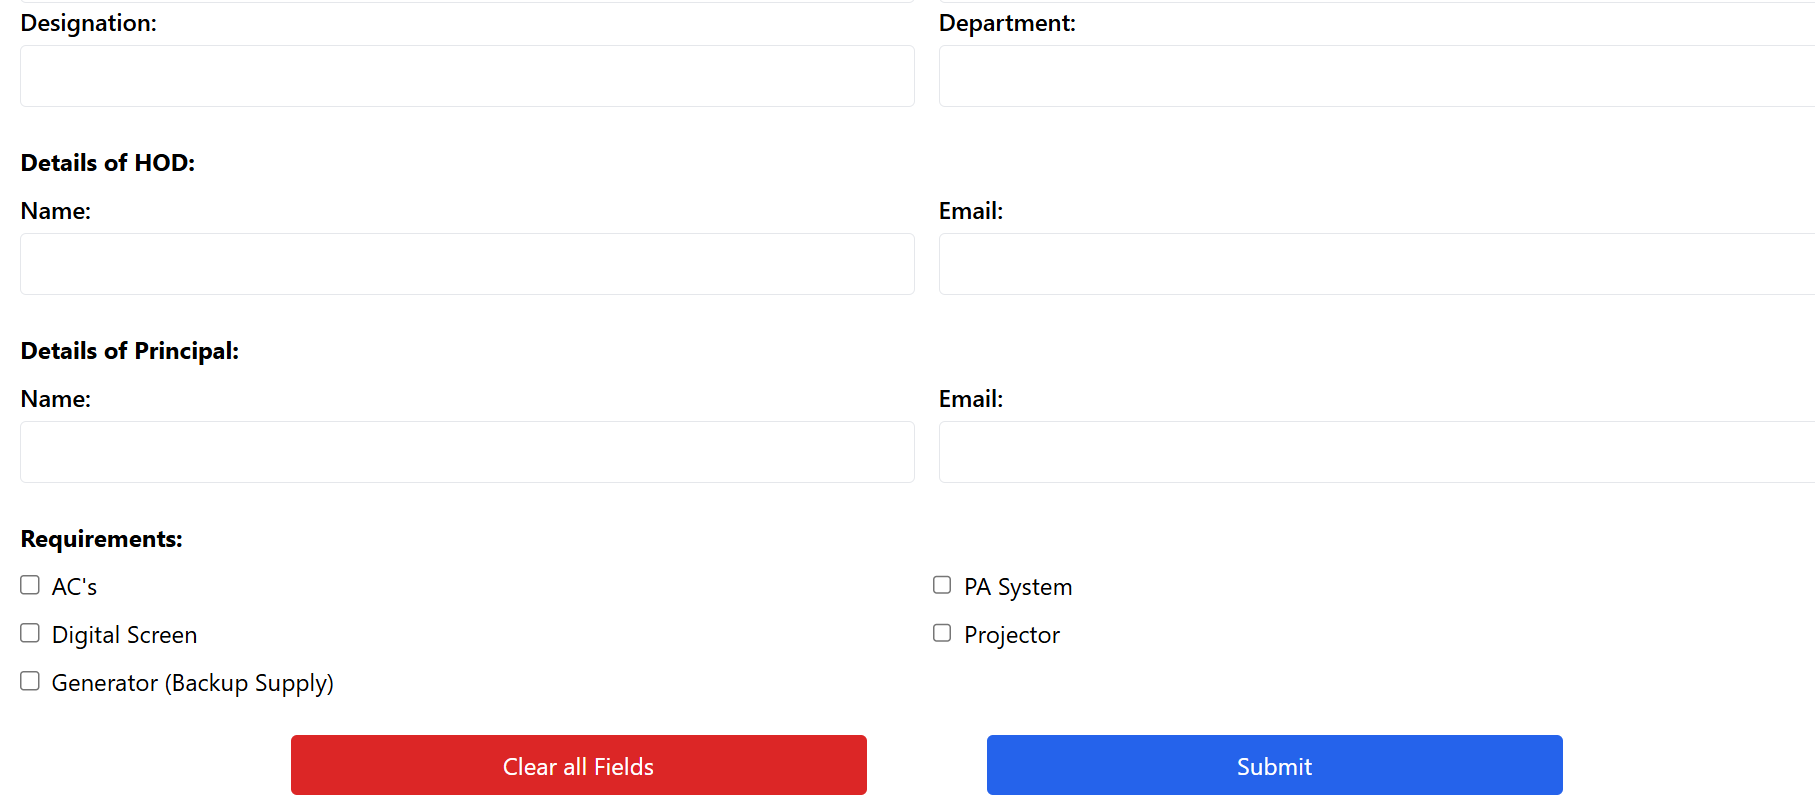 Designation: Department:
Details of HOD:
Name: Email:
Details of Principal:
Name: Email:
Requirements:
AC's PA System
Digital Screen Projector
Generator (Backup Supply)
Clear all Fields Submit